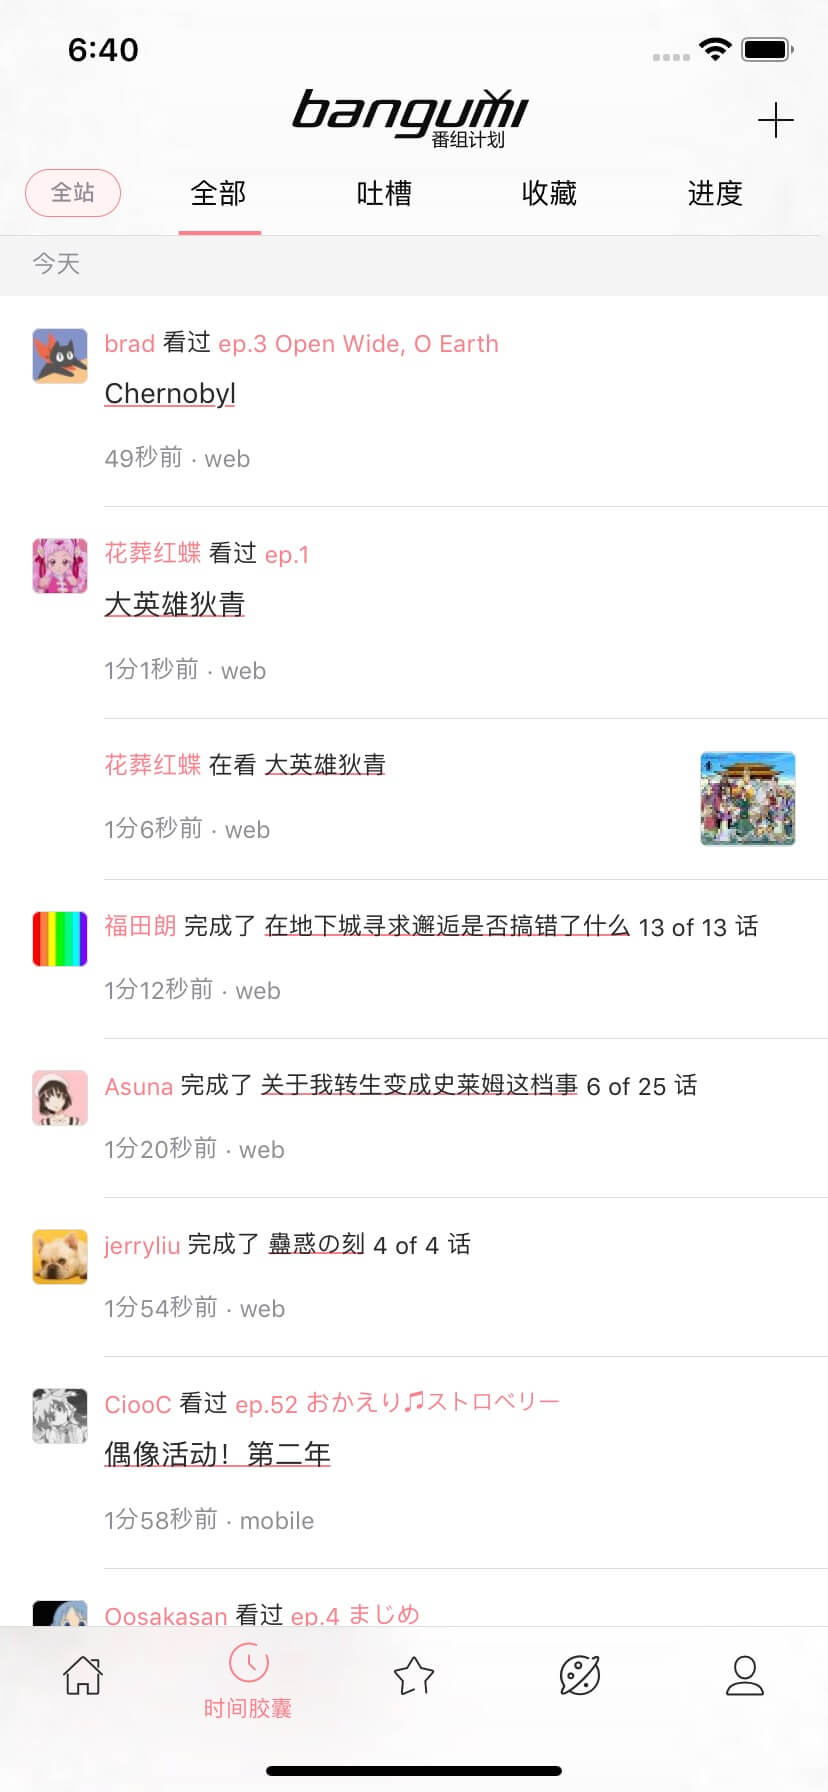 6:40
bangumi
番组计划
全站 全部 吐槽 收藏 进度
今天
brad 看过 ep.3 Open Wide, O Earth
Chernobyl
49秒前 · web
花葬红蝶 看过 ep.1
大英雄狄青
1分1秒前 · web
花葬红蝶 在看 大英雄狄青
1分6秒前 · web
福田朗 完成了 在地下城寻求邂逅是否搞错了什么 13 of 13 话
1分12秒前 · web
Asuna 完成了 关于我转生变成史莱姆这档事 6 of 25 话
1分20秒前 · web
jerryliu 完成了 蠱惑の刻 4 of 4 话
1分54秒前 · web
CiooC 看过 ep.52 おかえり♫ストロベリー
偶像活动！第二年
1分58秒前 · mobile
Oosakasan 看过 ep.4 まじめ
时间胶囊